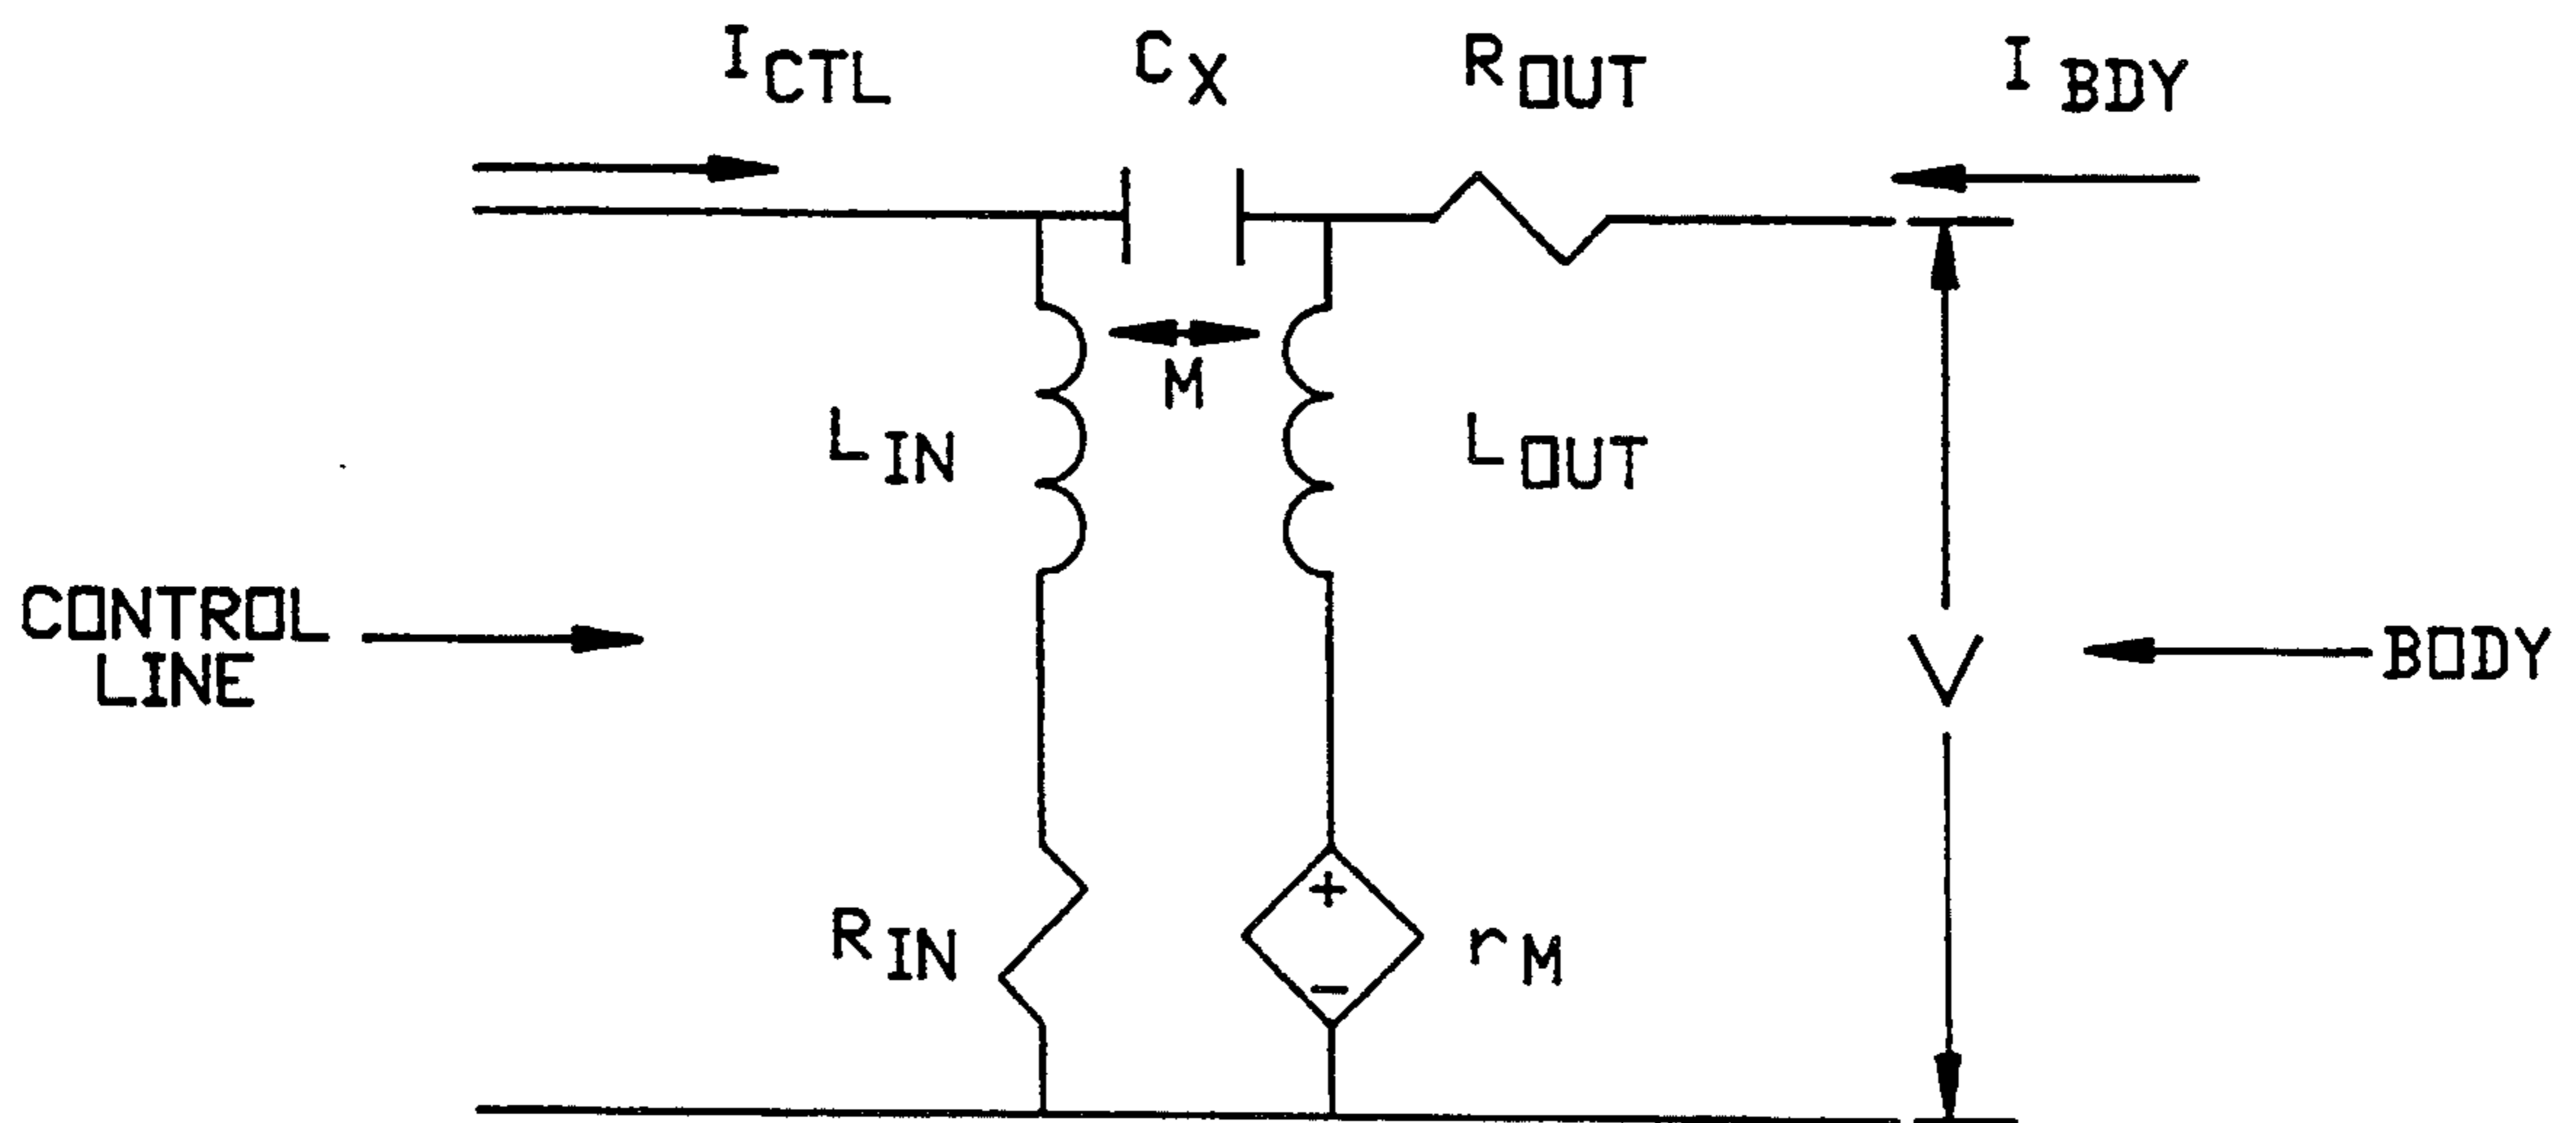 I CTL
C X
R OUT
I BDY
M
L IN
L OUT
CONTROL
LINE
V
BODY
R IN
+
-
r M